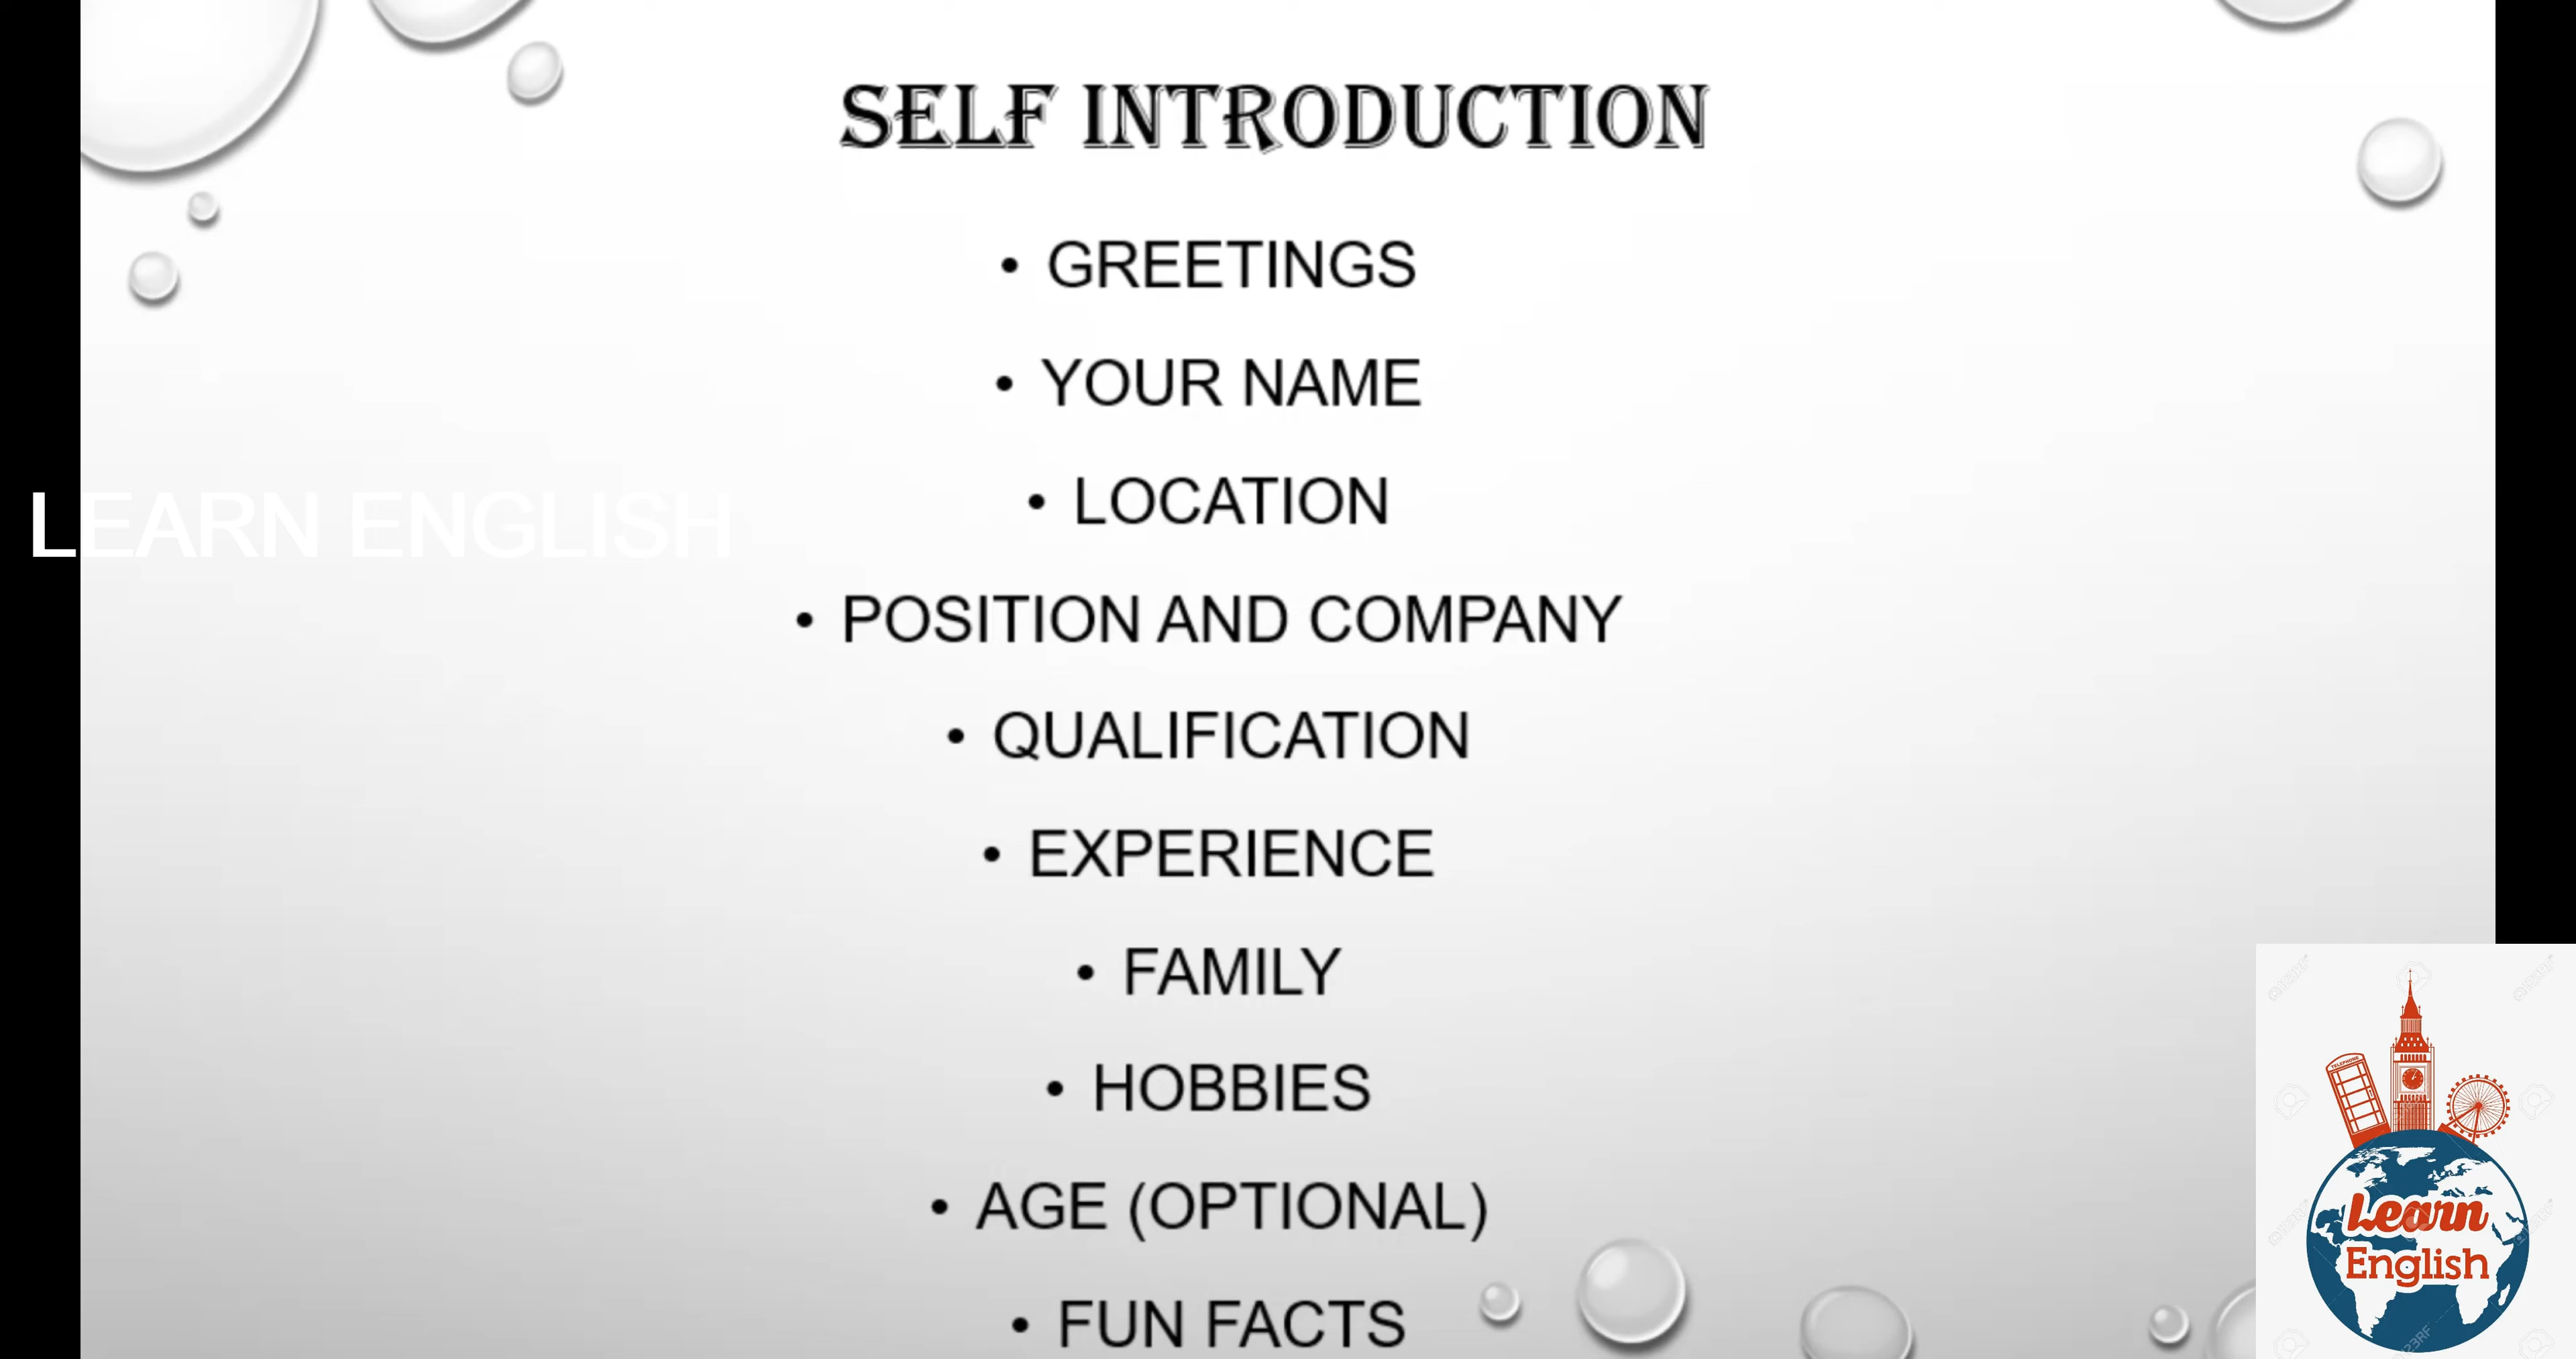 SELF INTRODUCTION
• GREETINGS
• YOUR NAME
• LOCATION
LEARN ENGLISH
• POSITION AND COMPANY
• QUALIFICATION
• EXPERIENCE
• FAMILY
• HOBBIES
• AGE (OPTIONAL)
• FUN FACTS
TELEPHONE
Learn
English